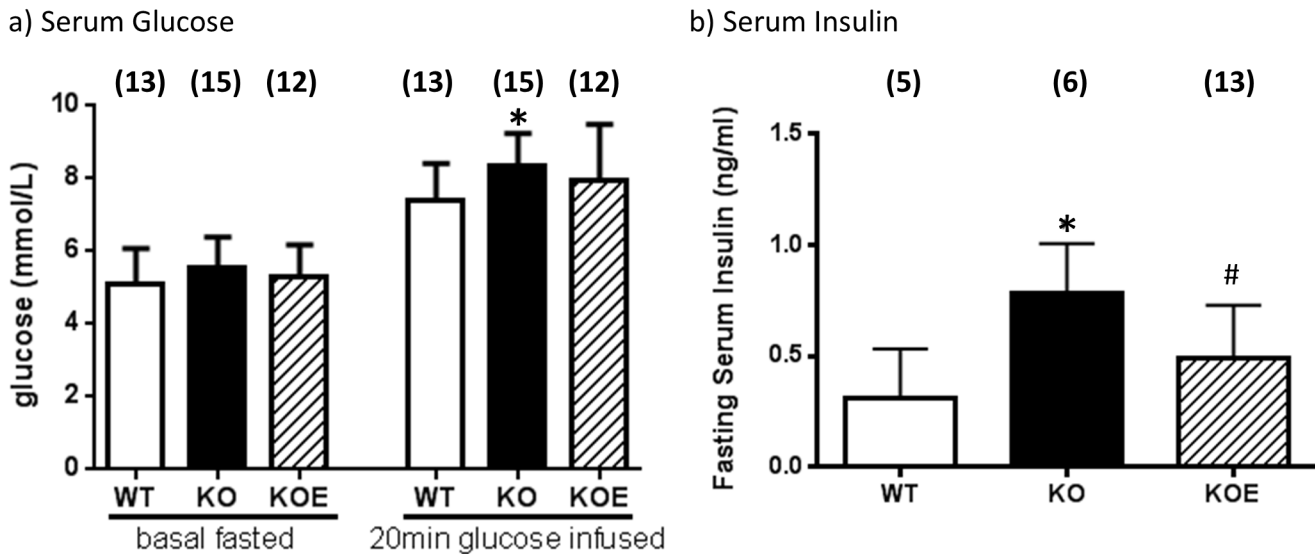 a) Serum Glucose
(13) (15) (12) (13) (15) (12)
*
10
8
6
4
2
0
glucose (mmol/L)
WT KO KOE WT KO KOE
basal fasted 20min glucose infused
b) Serum Insulin
(5) (6) (13)
1.5
1.0
0.5
0.0
*
#
Fasting Serum Insulin (ng/ml)
WT KO KOE